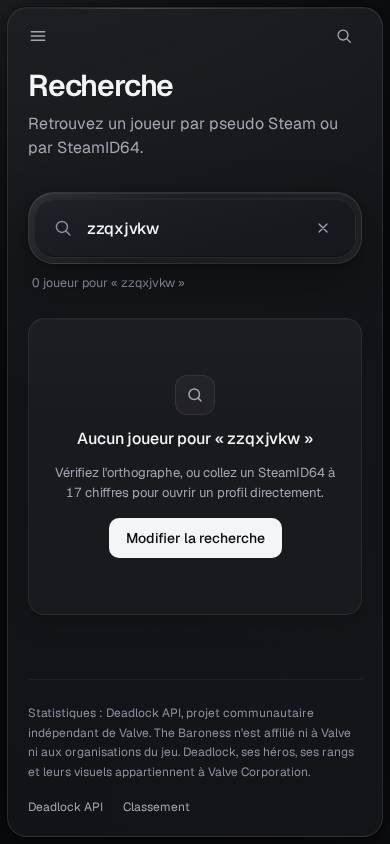 Recherche
Retrouvez un joueur par pseudo Steam ou
par SteamID64.
zzqxjvkw
0 joueur pour « zzqxjvkw »
Aucun joueur pour « zzqxjvkw »
Vérifiez l'orthographe, ou collez un SteamID64 à
17 chiffres pour ouvrir un profil directement.
Modifier la recherche
Statistiques : Deadlock API, projet communautaire
indépendant de Valve. The Baroness n'est affilié ni à Valve
ni aux organisations du jeu. Deadlock, ses héros, ses rangs
et leurs visuels appartiennent à Valve Corporation.
Deadlock API Classement